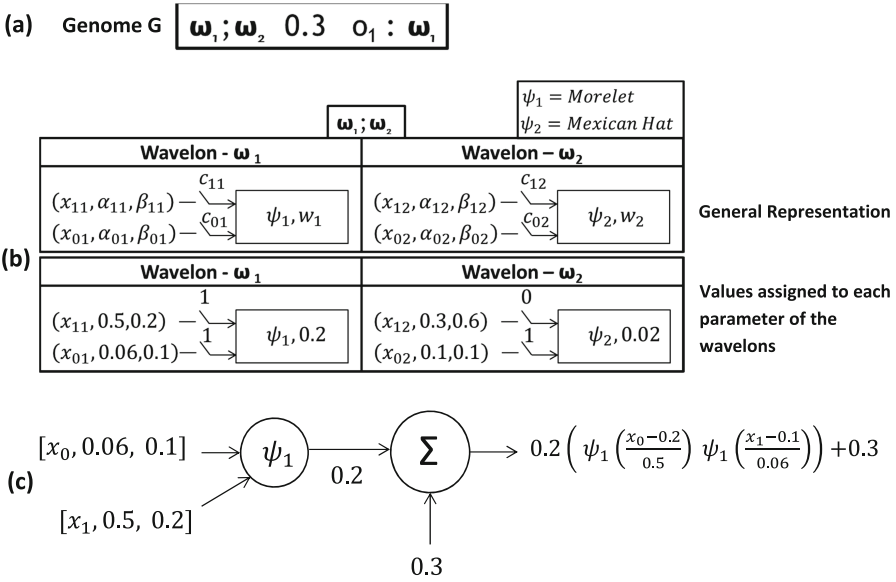 (a) Genome G ω₁;ω₂ 0.3 o₁ : ω₁
ψ₁ = Morelet
ψ₂ = Mexican Hat
ω₁;ω₂
Wavelon - ω₁ Wavelon – ω₂
(x₁₁, α₁₁, β₁₁) c₁₁ (x₁₂, α₁₂, β₁₂) c₁₂
(x₀₁, α₀₁, β₀₁) c₀₁ ψ₁, w₁ (x₀₂, α₀₂, β₀₂) c₀₂ ψ₂, w₂
General Representation
(b)
Wavelon - ω₁ Wavelon – ω₂
(x₁₁, 0.5,0.2) 1 (x₁₂, 0.3,0.6) 0
(x₀₁, 0.06,0.1) 1 ψ₁, 0.2 (x₀₂, 0.1,0.1) 1 ψ₂, 0.02
Values assigned to each
parameter of the
wavelons
(c)
[x₀, 0.06, 0.1] ψ₁ 0.2 Σ 0.2 ( ψ₁ ((x₀−0.2)/0.5) ψ₁ ((x₁−0.1)/0.06) ) +0.3
[x₁, 0.5, 0.2]
0.3